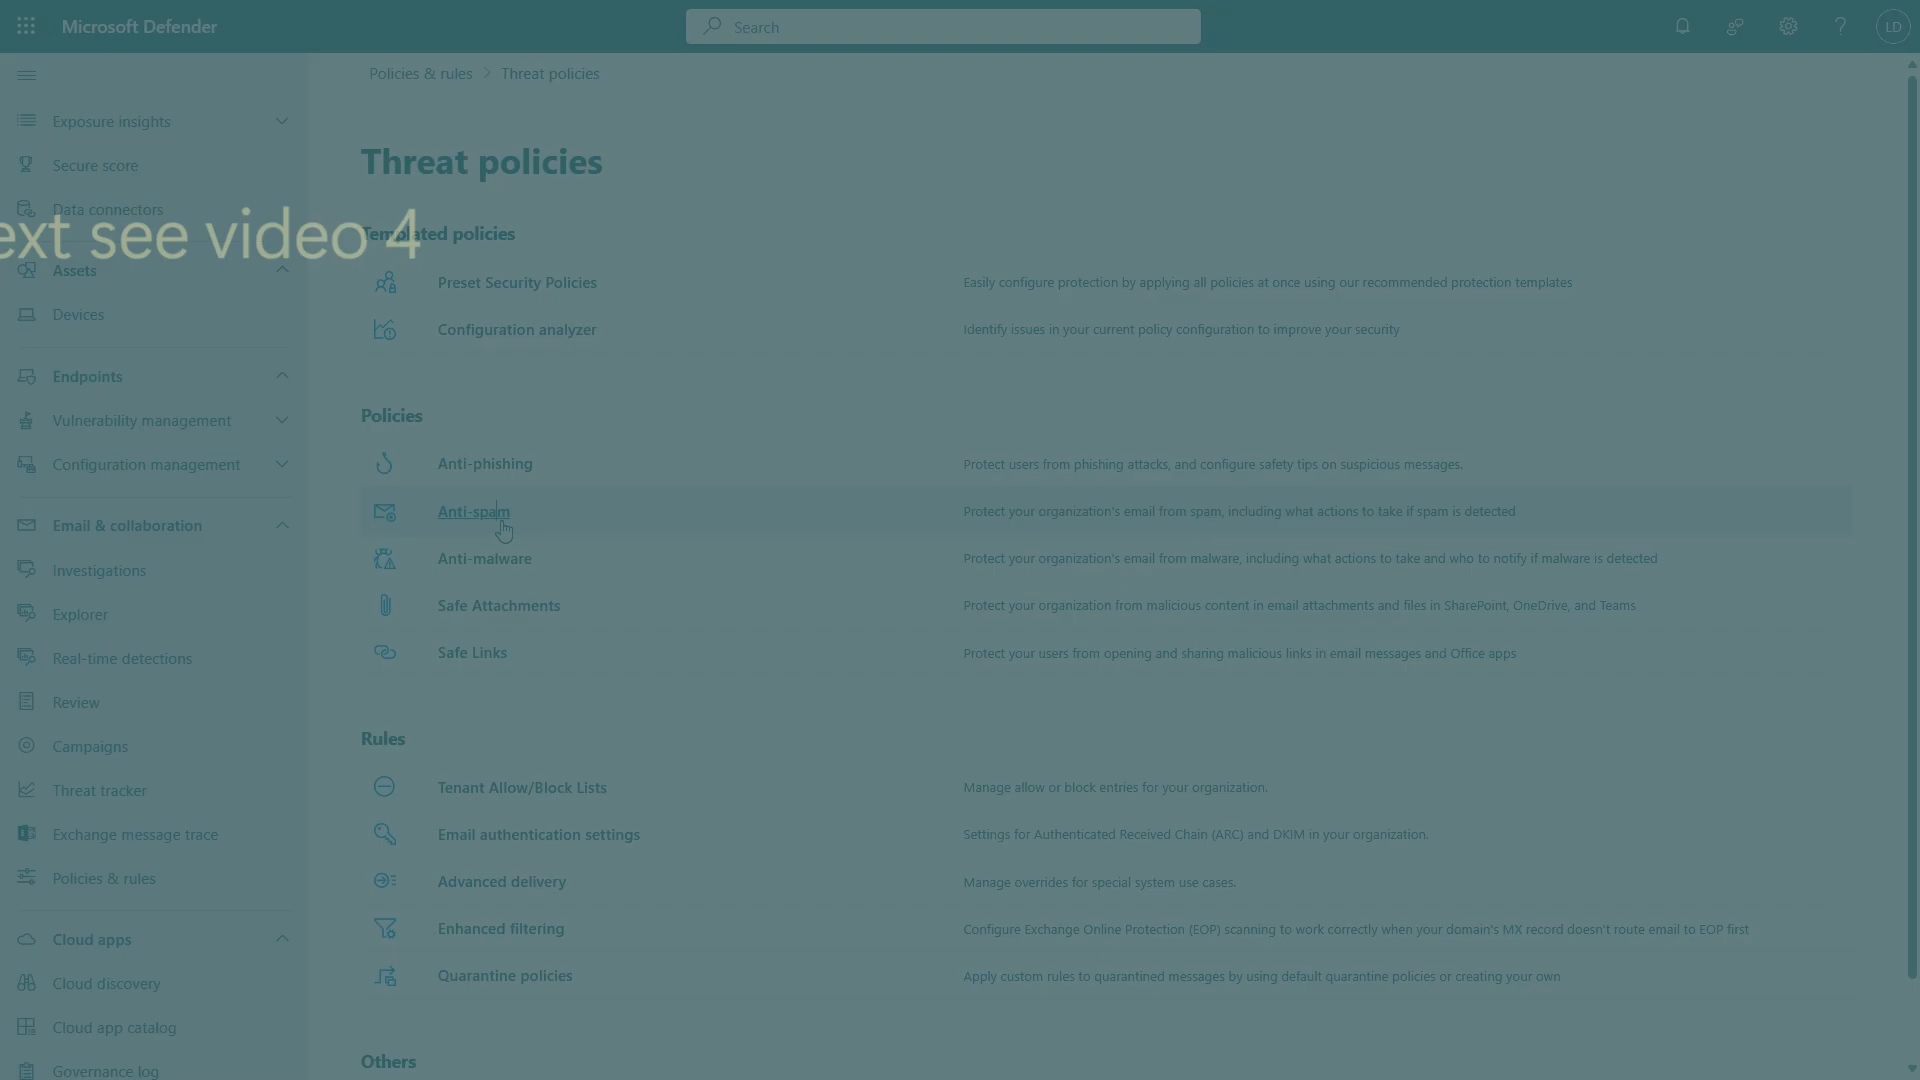 Microsoft Defender
Search
LD
Policies & rules > Threat policies
Exposure insights
Secure score
Data connectors
ext see video 4
Assets
Devices
Endpoints
Vulnerability management
Configuration management
Email & collaboration
Investigations
Explorer
Real-time detections
Review
Campaigns
Threat tracker
Exchange message trace
Policies & rules
Cloud apps
Cloud discovery
Cloud app catalog
Governance log
Threat policies
Templated policies
Preset Security Policies Easily configure protection by applying all policies at once using our recommended protection templates
Configuration analyzer Identify issues in your current policy configuration to improve your security
Policies
Anti-phishing Protect users from phishing attacks, and configure safety tips on suspicious messages.
Anti-spam Protect your organization's email from spam, including what actions to take if spam is detected
Anti-malware Protect your organization's email from malware, including what actions to take and who to notify if malware is detected
Safe Attachments Protect your organization from malicious content in email attachments and files in SharePoint, OneDrive, and Teams
Safe Links Protect your users from opening and sharing malicious links in email messages and Office apps
Rules
Tenant Allow/Block Lists Manage allow or block entries for your organization.
Email authentication settings Settings for Authenticated Received Chain (ARC) and DKIM in your organization.
Advanced delivery Manage overrides for special system use cases.
Enhanced filtering Configure Exchange Online Protection (EOP) scanning to work correctly when your domain's MX record doesn't route email to EOP first
Quarantine policies Apply custom rules to quarantined messages by using default quarantine policies or creating your own
Others